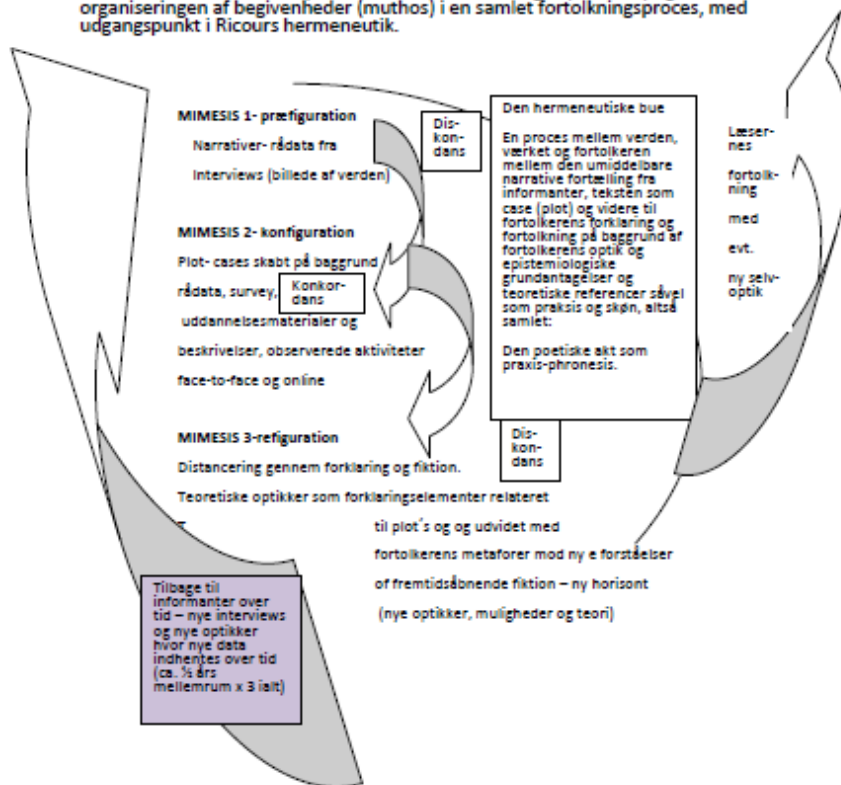 organiseringen af begivenheder (muthos) i en samlet fortolkningsproces, med
udgangspunkt i Ricours hermeneutik.
MIMESIS 1- præfiguration
Narrativer- rådata fra
Interviews (billede af verden)
Dis-
kon-
dans
MIMESIS 2- konfiguration
Plot- cases skabt på baggrund
rådata, survey,
Konkor-
dans
uddannelsesmaterialer og
beskrivelser, observerede aktiviteter
face-to-face og online
MIMESIS 3-refiguration
Distancering gennem forklaring og fiktion.
Teoretiske optikker som forklaringselementer relateret
til plot´s og og udvidet med
fortolkerens metaforer mod ny e forståelser
of fremtidsåbnende fiktion – ny horisont
(nye optikker, muligheder og teori)
Den hermeneutiske bue
En proces mellem verden,
værket og fortolkeren
mellem den umiddelbare
narrative fortælling fra
informanter, teksten som
case (plot) og videre til
fortolkerens forklaring og
fortolkning på baggrund af
fortolkerens optik og
epistemiologiske
grundantagelser og
teoretiske referencer såvel
som praksis og skøn, altså
samlet:
Den poetiske akt som
praxis-phronesis.
Dis-
kon-
dans
Læser-
nes
fortolk-
ning
med
evt.
ny selv-
optik
Tilbage til
informanter over
tid – nye interviews
og nye optikker
hvor nye data
indhentes over tid
(ca. ½ års
mellemrum x 3 ialt)